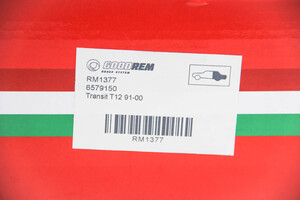 GOODREM
BRAKE SYSTEM
RM1377
6579150
Transit T12 91-00
RM1377